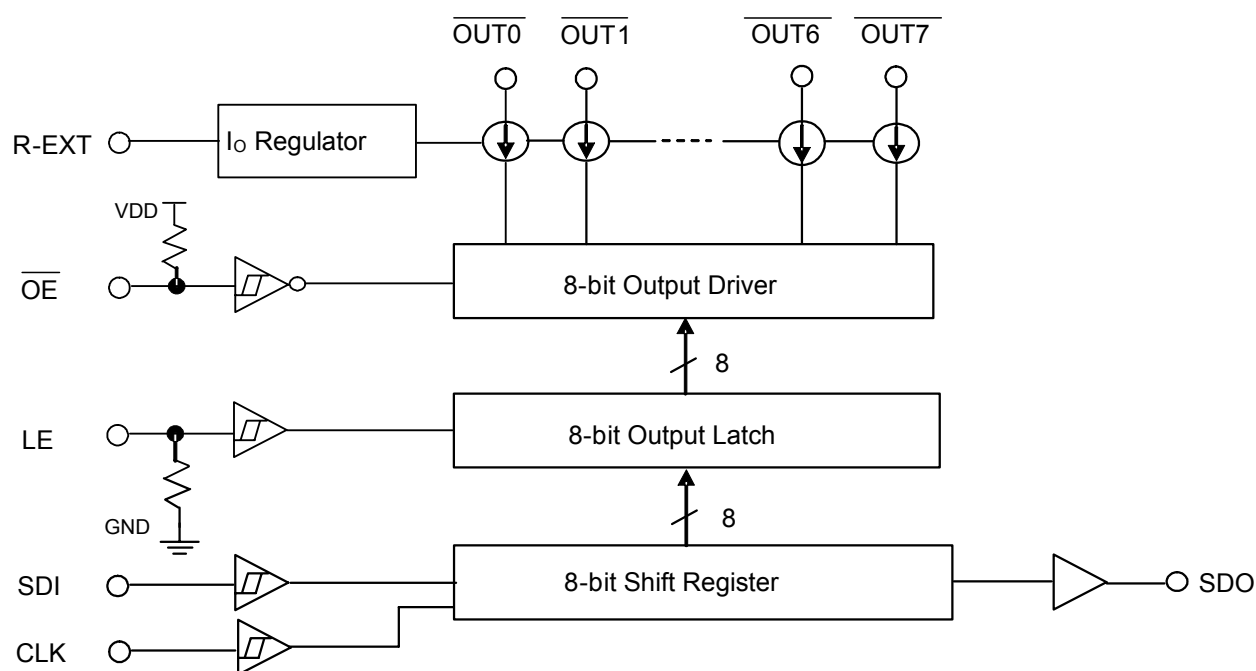 OUT0 OUT1 OUT6 OUT7
R-EXT
IO Regulator
VDD
OE
8-bit Output Driver
8
LE
8-bit Output Latch
GND
8
SDI
8-bit Shift Register
SDO
CLK